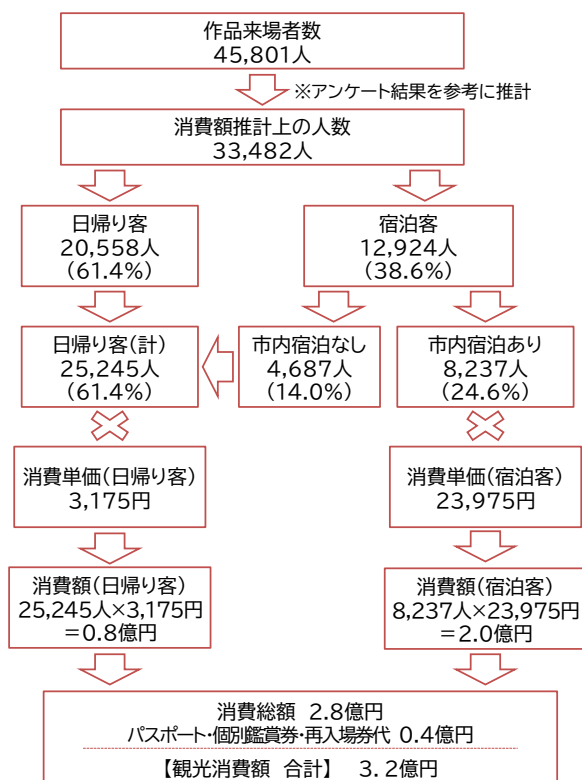 作品来場者数
45,801人
※アンケート結果を参考に推計
消費額推計上の人数
33,482人
日帰り客
20,558人
(61.4%)
宿泊客
12,924人
(38.6%)
日帰り客(計)
25,245人
(61.4%)
市内宿泊なし
4,687人
(14.0%)
市内宿泊あり
8,237人
(24.6%)
消費単価(日帰り客)
3,175円
消費単価(宿泊客)
23,975円
消費額(日帰り客)
25,245人×3,175円
=0.8億円
消費額(宿泊客)
8,237人×23,975円
=2.0億円
消費総額 2.8億円
パスポート・個別鑑賞券・再入場券代 0.4億円
【観光消費額 合計】 3.2億円